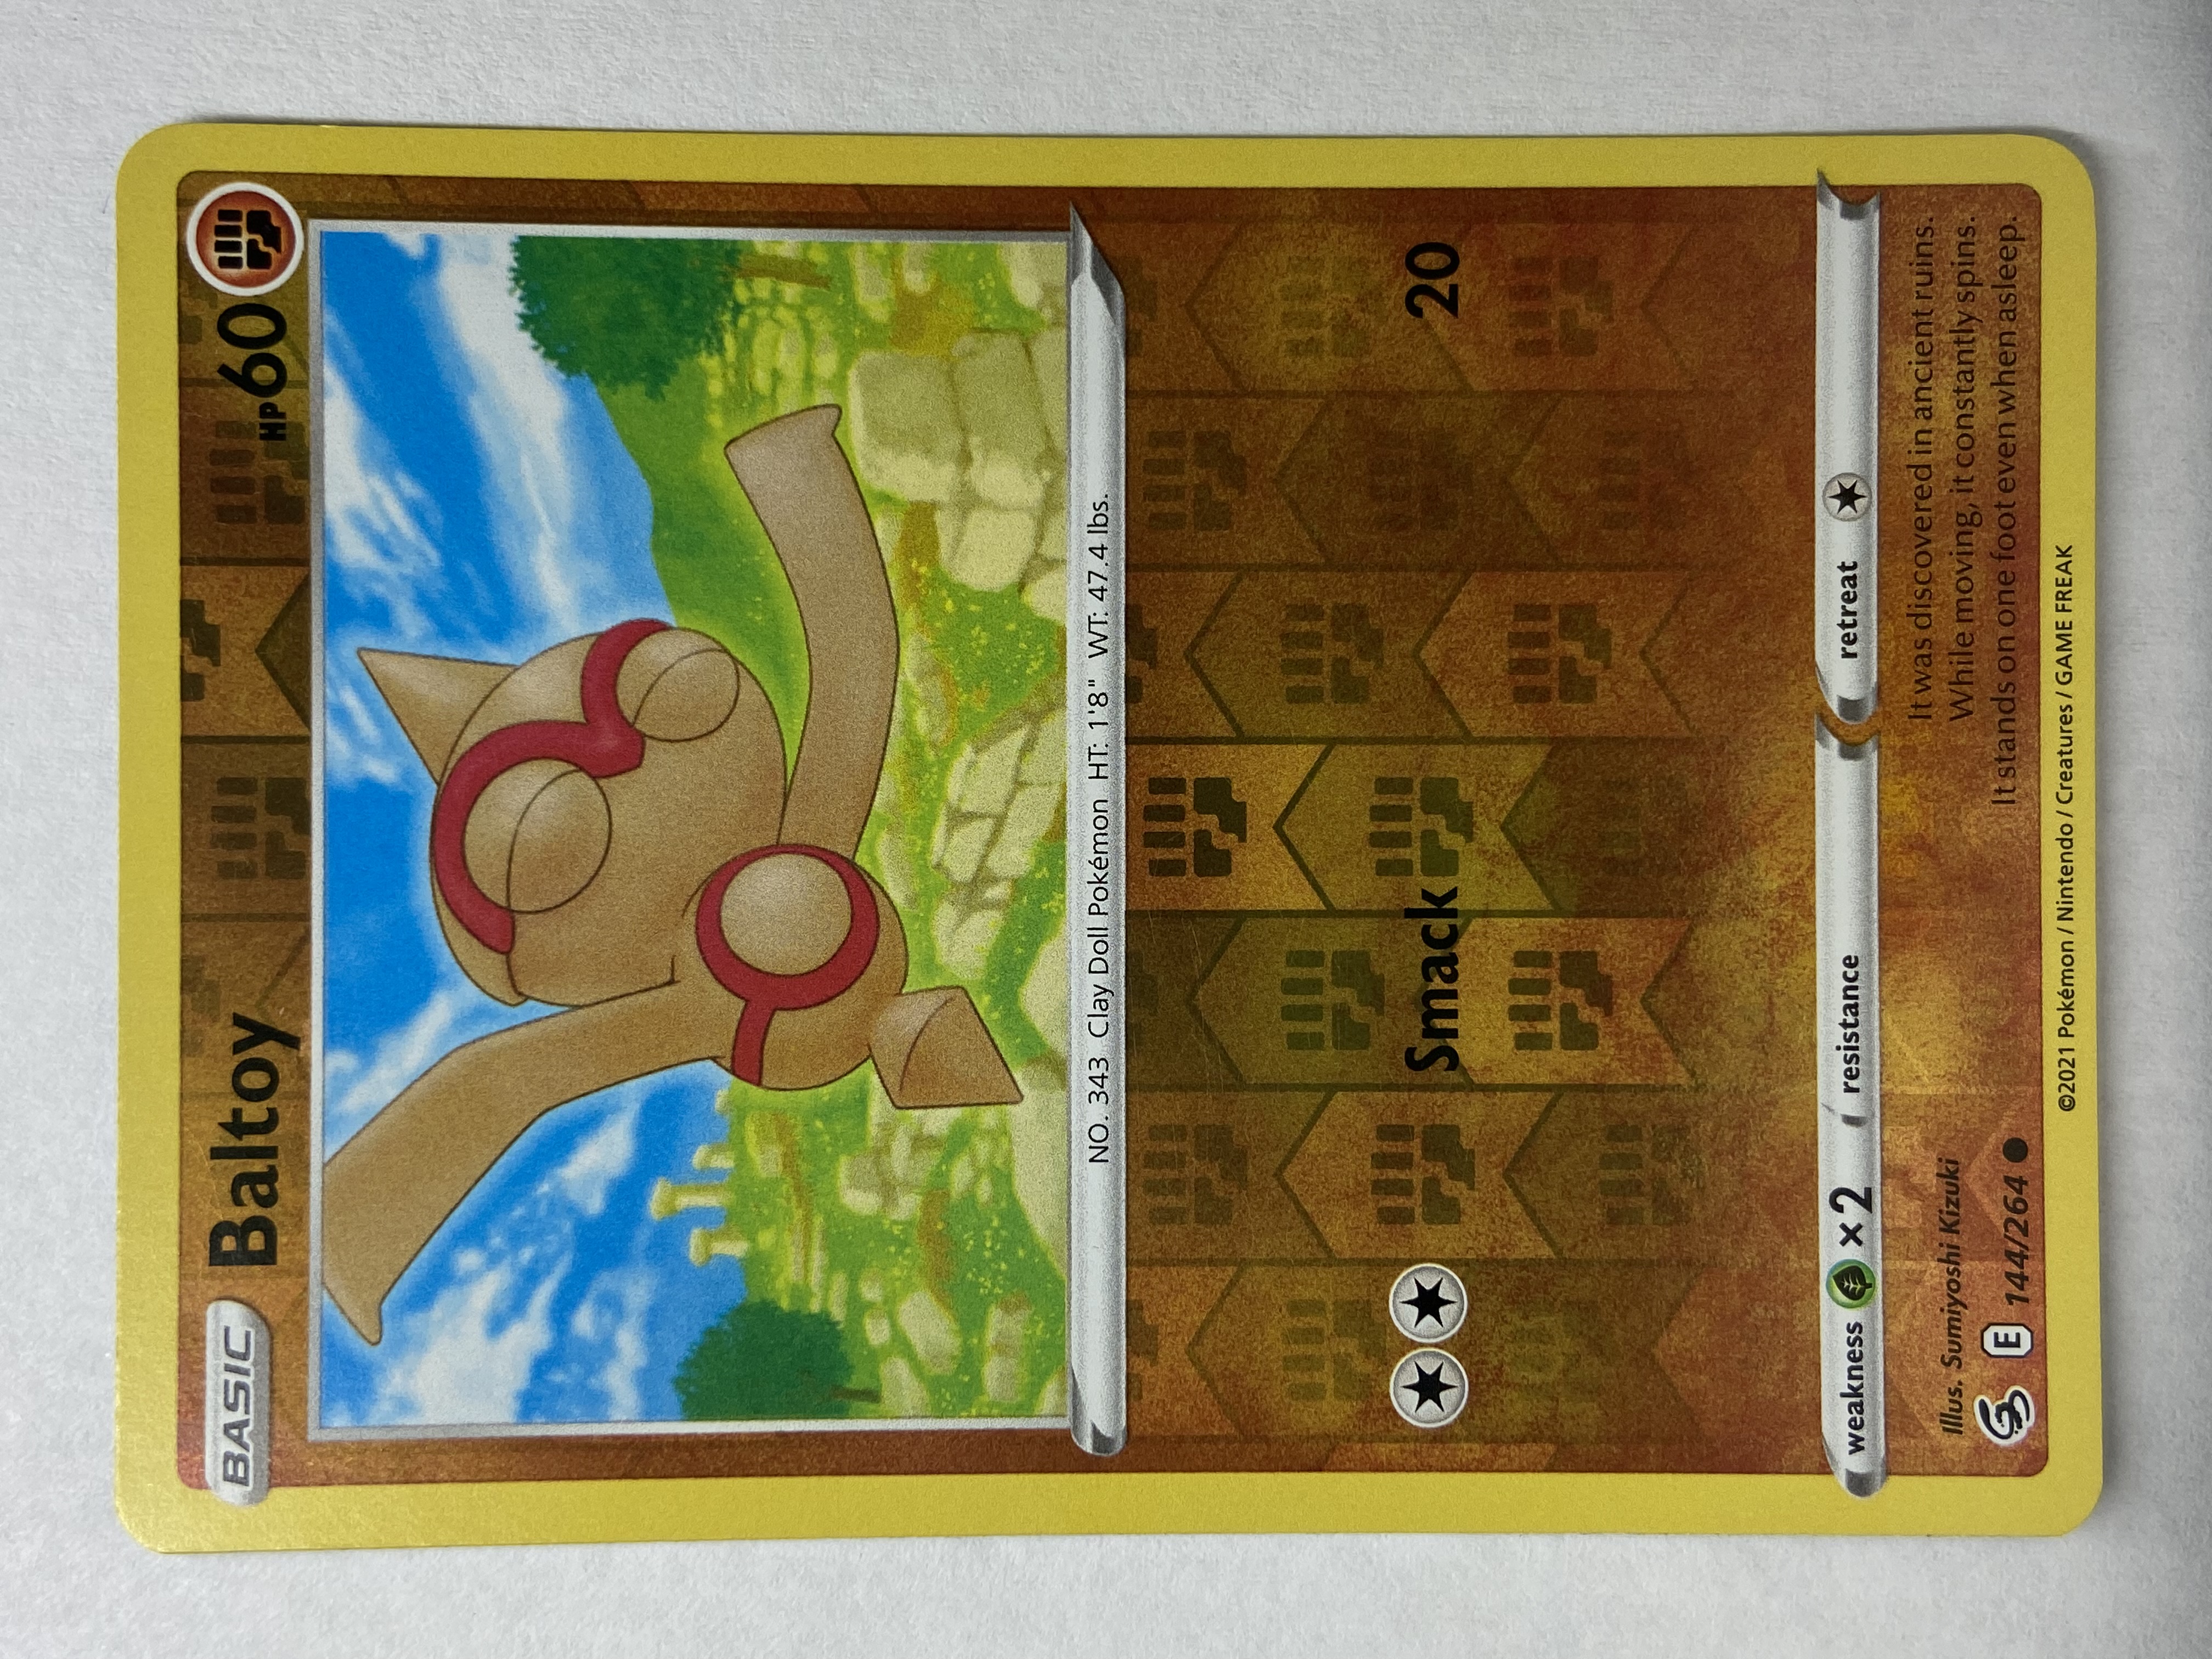 BASIC Baltoy HP 60
NO. 343 Clay Doll Pokémon HT: 1'8" WT: 47.4 lbs.
Smack 20
weakness ×2 resistance retreat
It was discovered in ancient ruins.
While moving, it constantly spins.
It stands on one foot even when asleep.
Illus. Sumiyoshi Kizuki
E 144/264
©2021 Pokémon / Nintendo / Creatures / GAME FREAK